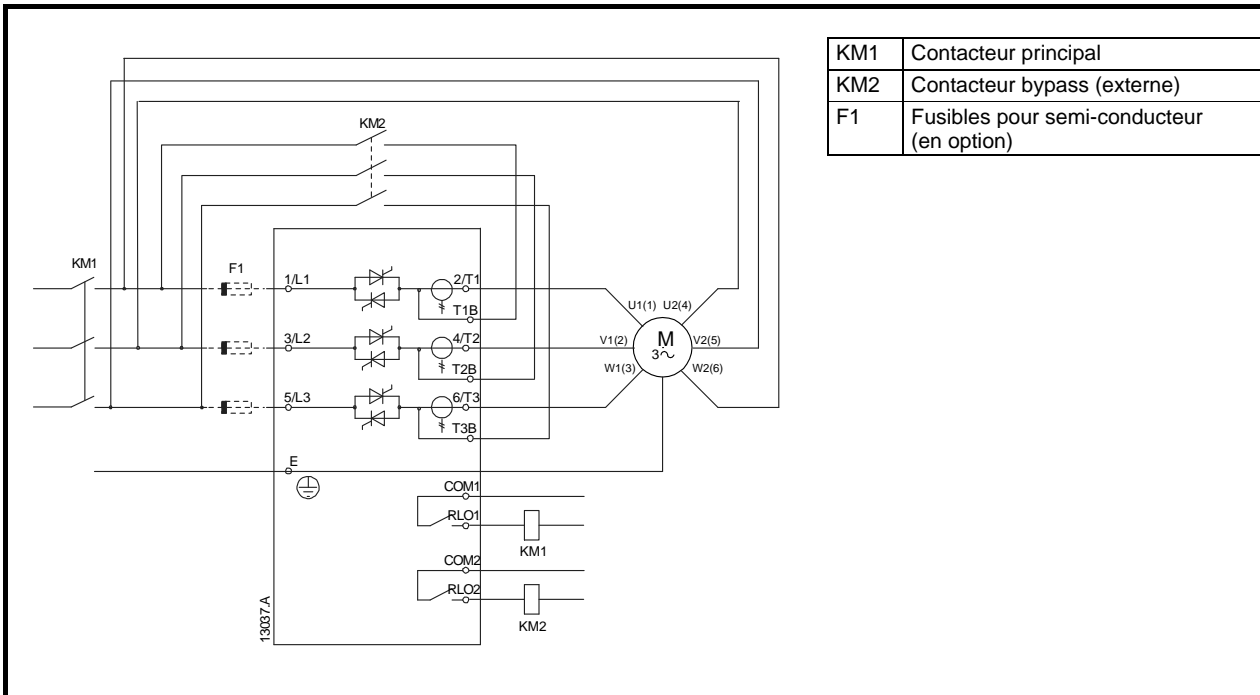 KM1 Contacteur principal
KM2 Contacteur bypass (externe)
F1 Fusibles pour semi-conducteur
(en option)
KM2
KM1
F1
1/L1
2/T1
T1B
3/L2
4/T2
T2B
5/L3
6/T3
T3B
E
U1(1) U2(4)
V1(2)
M
3~
V2(5)
W1(3)
W2(6)
COM1
RLO1
KM1
COM2
RLO2
KM2
13037.A